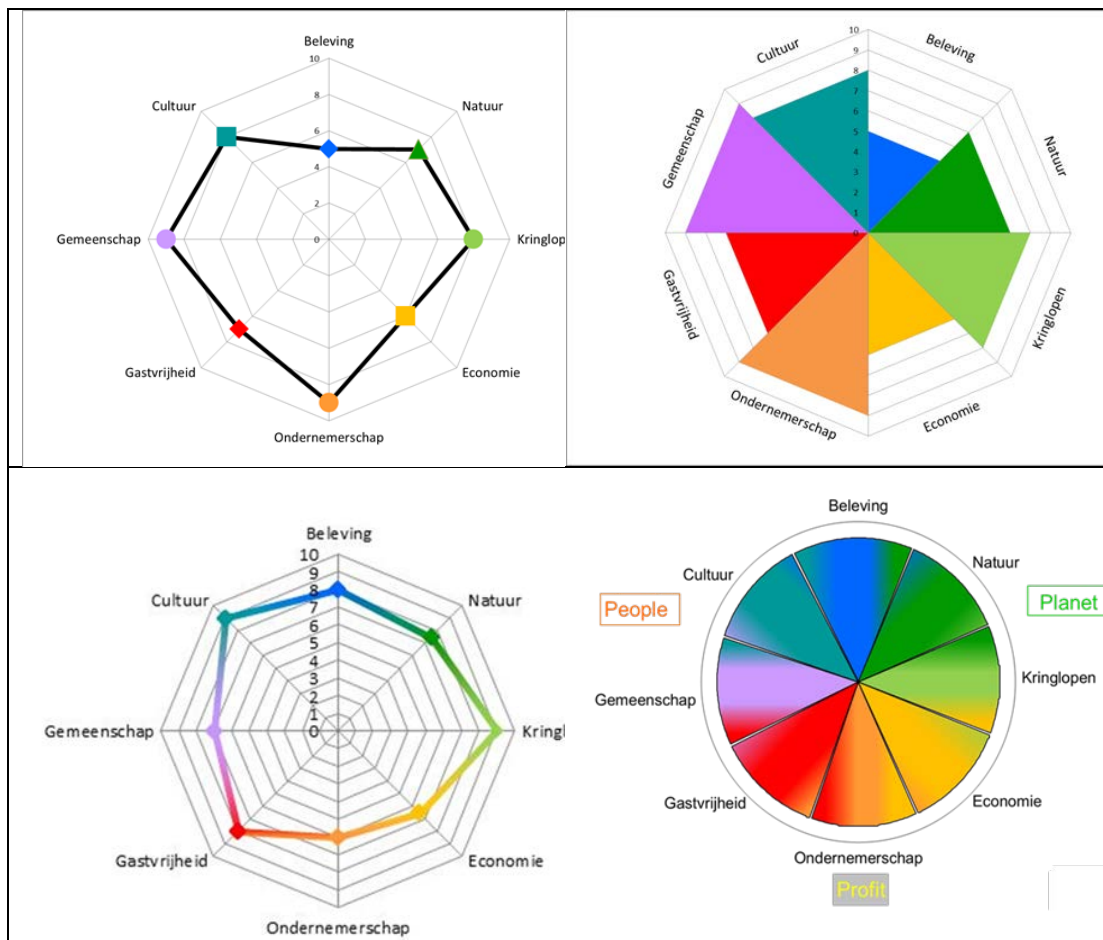 Beleving
10
Cultuur
Natuur
8
6
4
2
0
Gemeenschap
Kringlop
Gastvrijheid
Economie
Ondernemerschap
10
9
8
7
6
5
4
3
2
1
0
Cultuur
Beleving
Gemeenschap
Natuur
Gastvrijheid
Kringlopen
Ondernemerschap
Economie
Beleving
10
9
8
7
6
5
4
3
2
1
0
Cultuur
Natuur
Gemeenschap
Kringl
Gastvrijheid
Economie
Ondernemerschap
Beleving
Cultuur
Natuur
People
Planet
Gemeenschap
Kringlopen
Gastvrijheid
Economie
Ondernemerschap
Profit